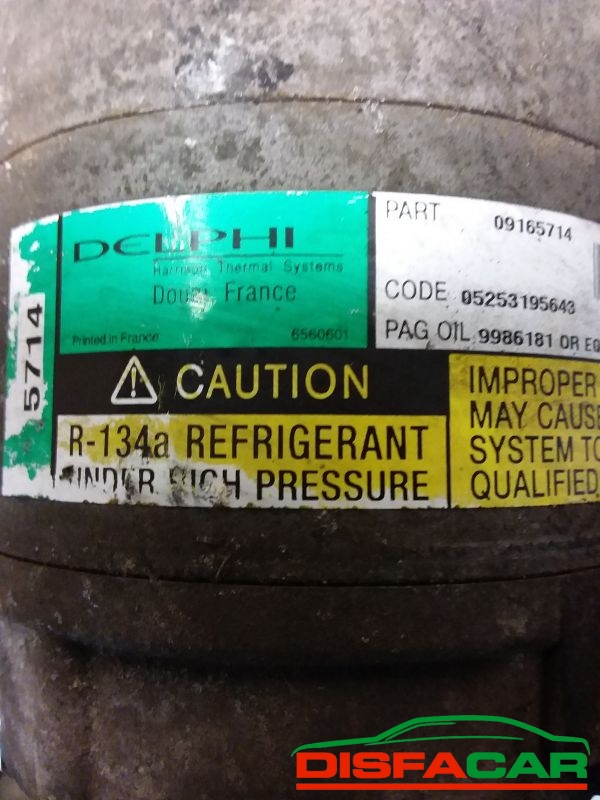 DELPHI
Harrison Thermal Systems
Douai France
Printed in France 6560601
5714
PART 09165714
CODE 05253195643
PAG OIL 9986181 OR
CAUTION
R-134a REFRIGERANT
UNDER HIGH PRESSURE
IMPROPER
MAY CAUSE
SYSTEM TO
QUALIFIED
DISFACAR